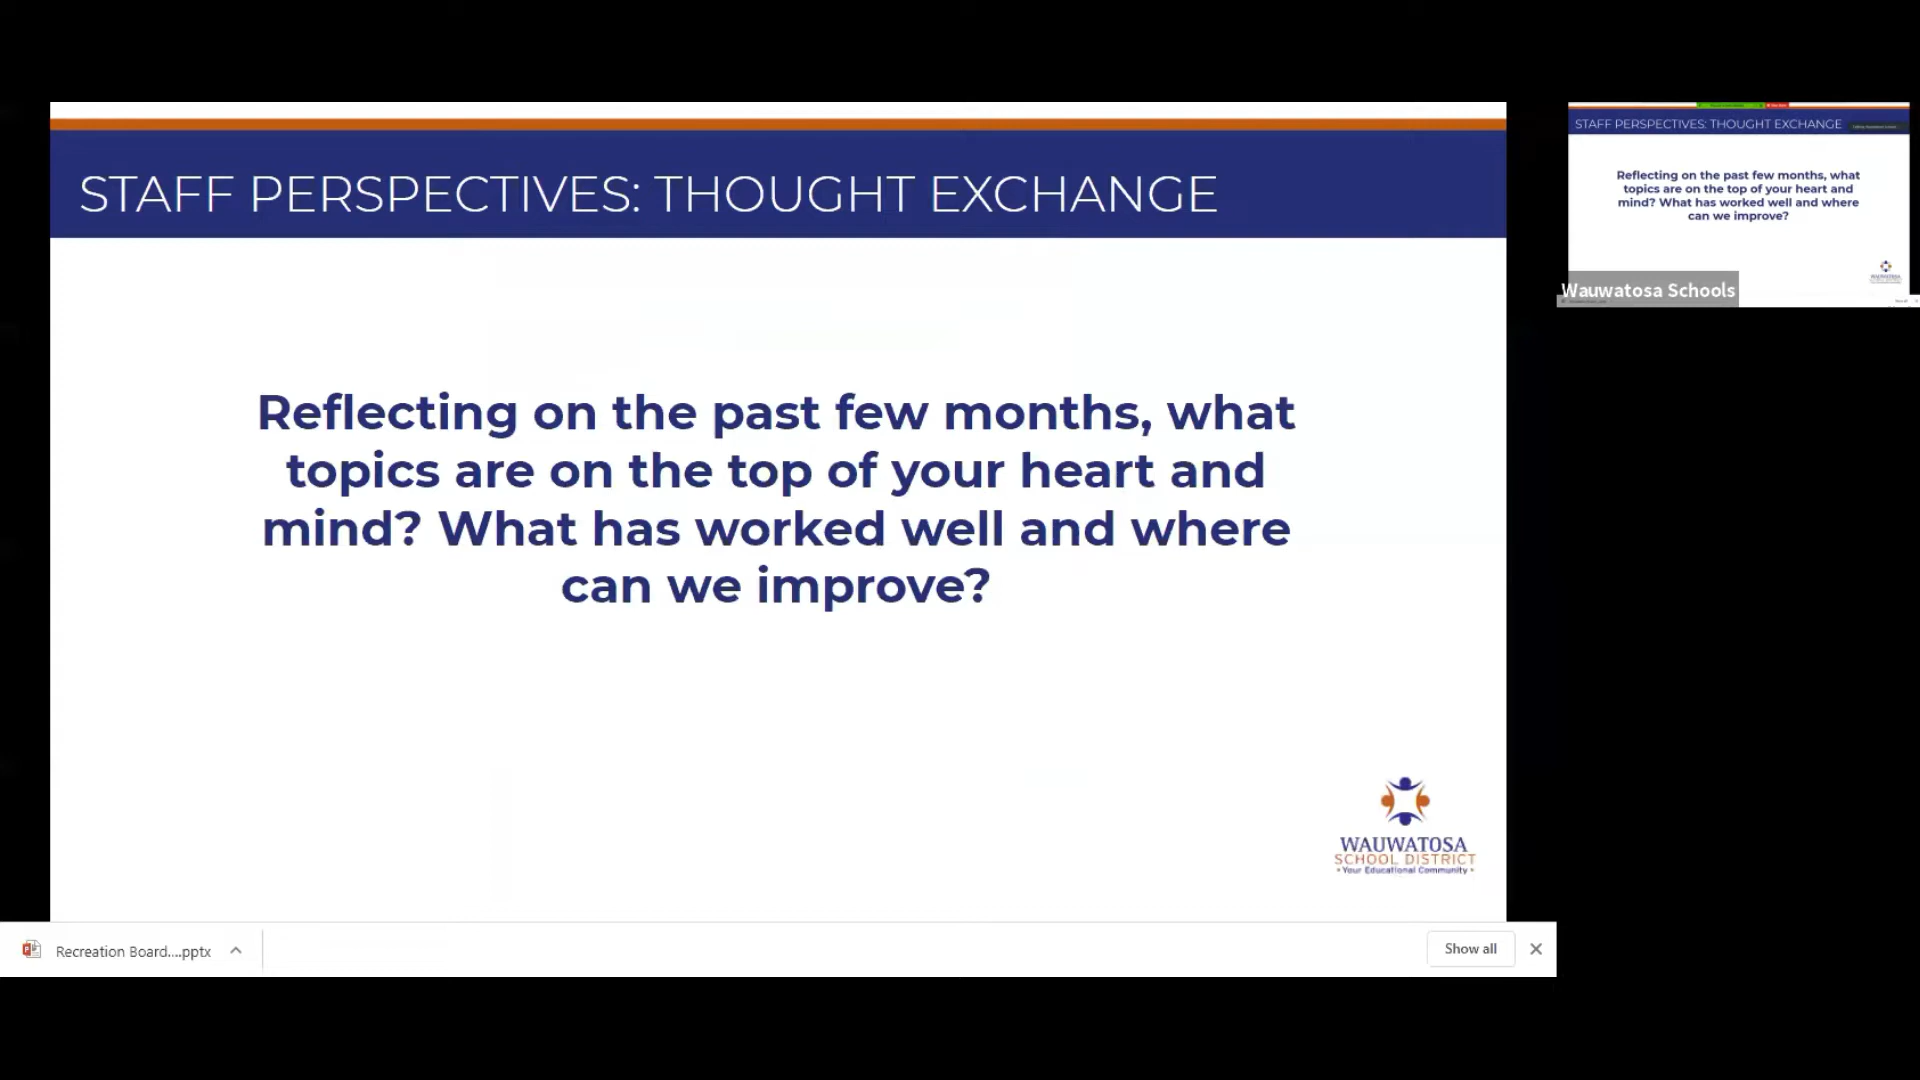 STAFF PERSPECTIVES: THOUGHT EXCHANGE
Reflecting on the past few months, what
topics are on the top of your heart and
mind? What has worked well and where
can we improve?
WAUWATOSA
SCHOOL DISTRICT
• Your Educational Community •
Recreation Board....pptx
Show all
STAFF PERSPECTIVES: THOUGHT EXCHANGE
Reflecting on the past few months, what
topics are on the top of your heart and
mind? What has worked well and where
can we improve?
Wauwatosa Schools